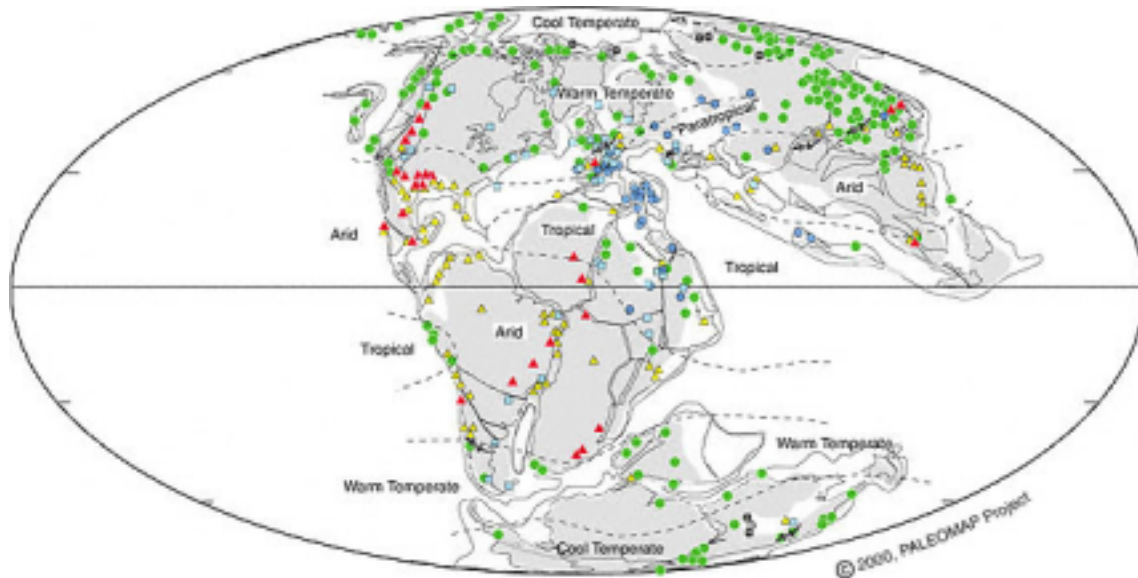 Cool Temperate
Warm Temperate
"Paratropical"
Arid
Tropical
Arid
Tropical
Arid
Tropical
Warm Temperate
Warm Temperate
Cool Temperate
© 2000, PALEOMAP Project